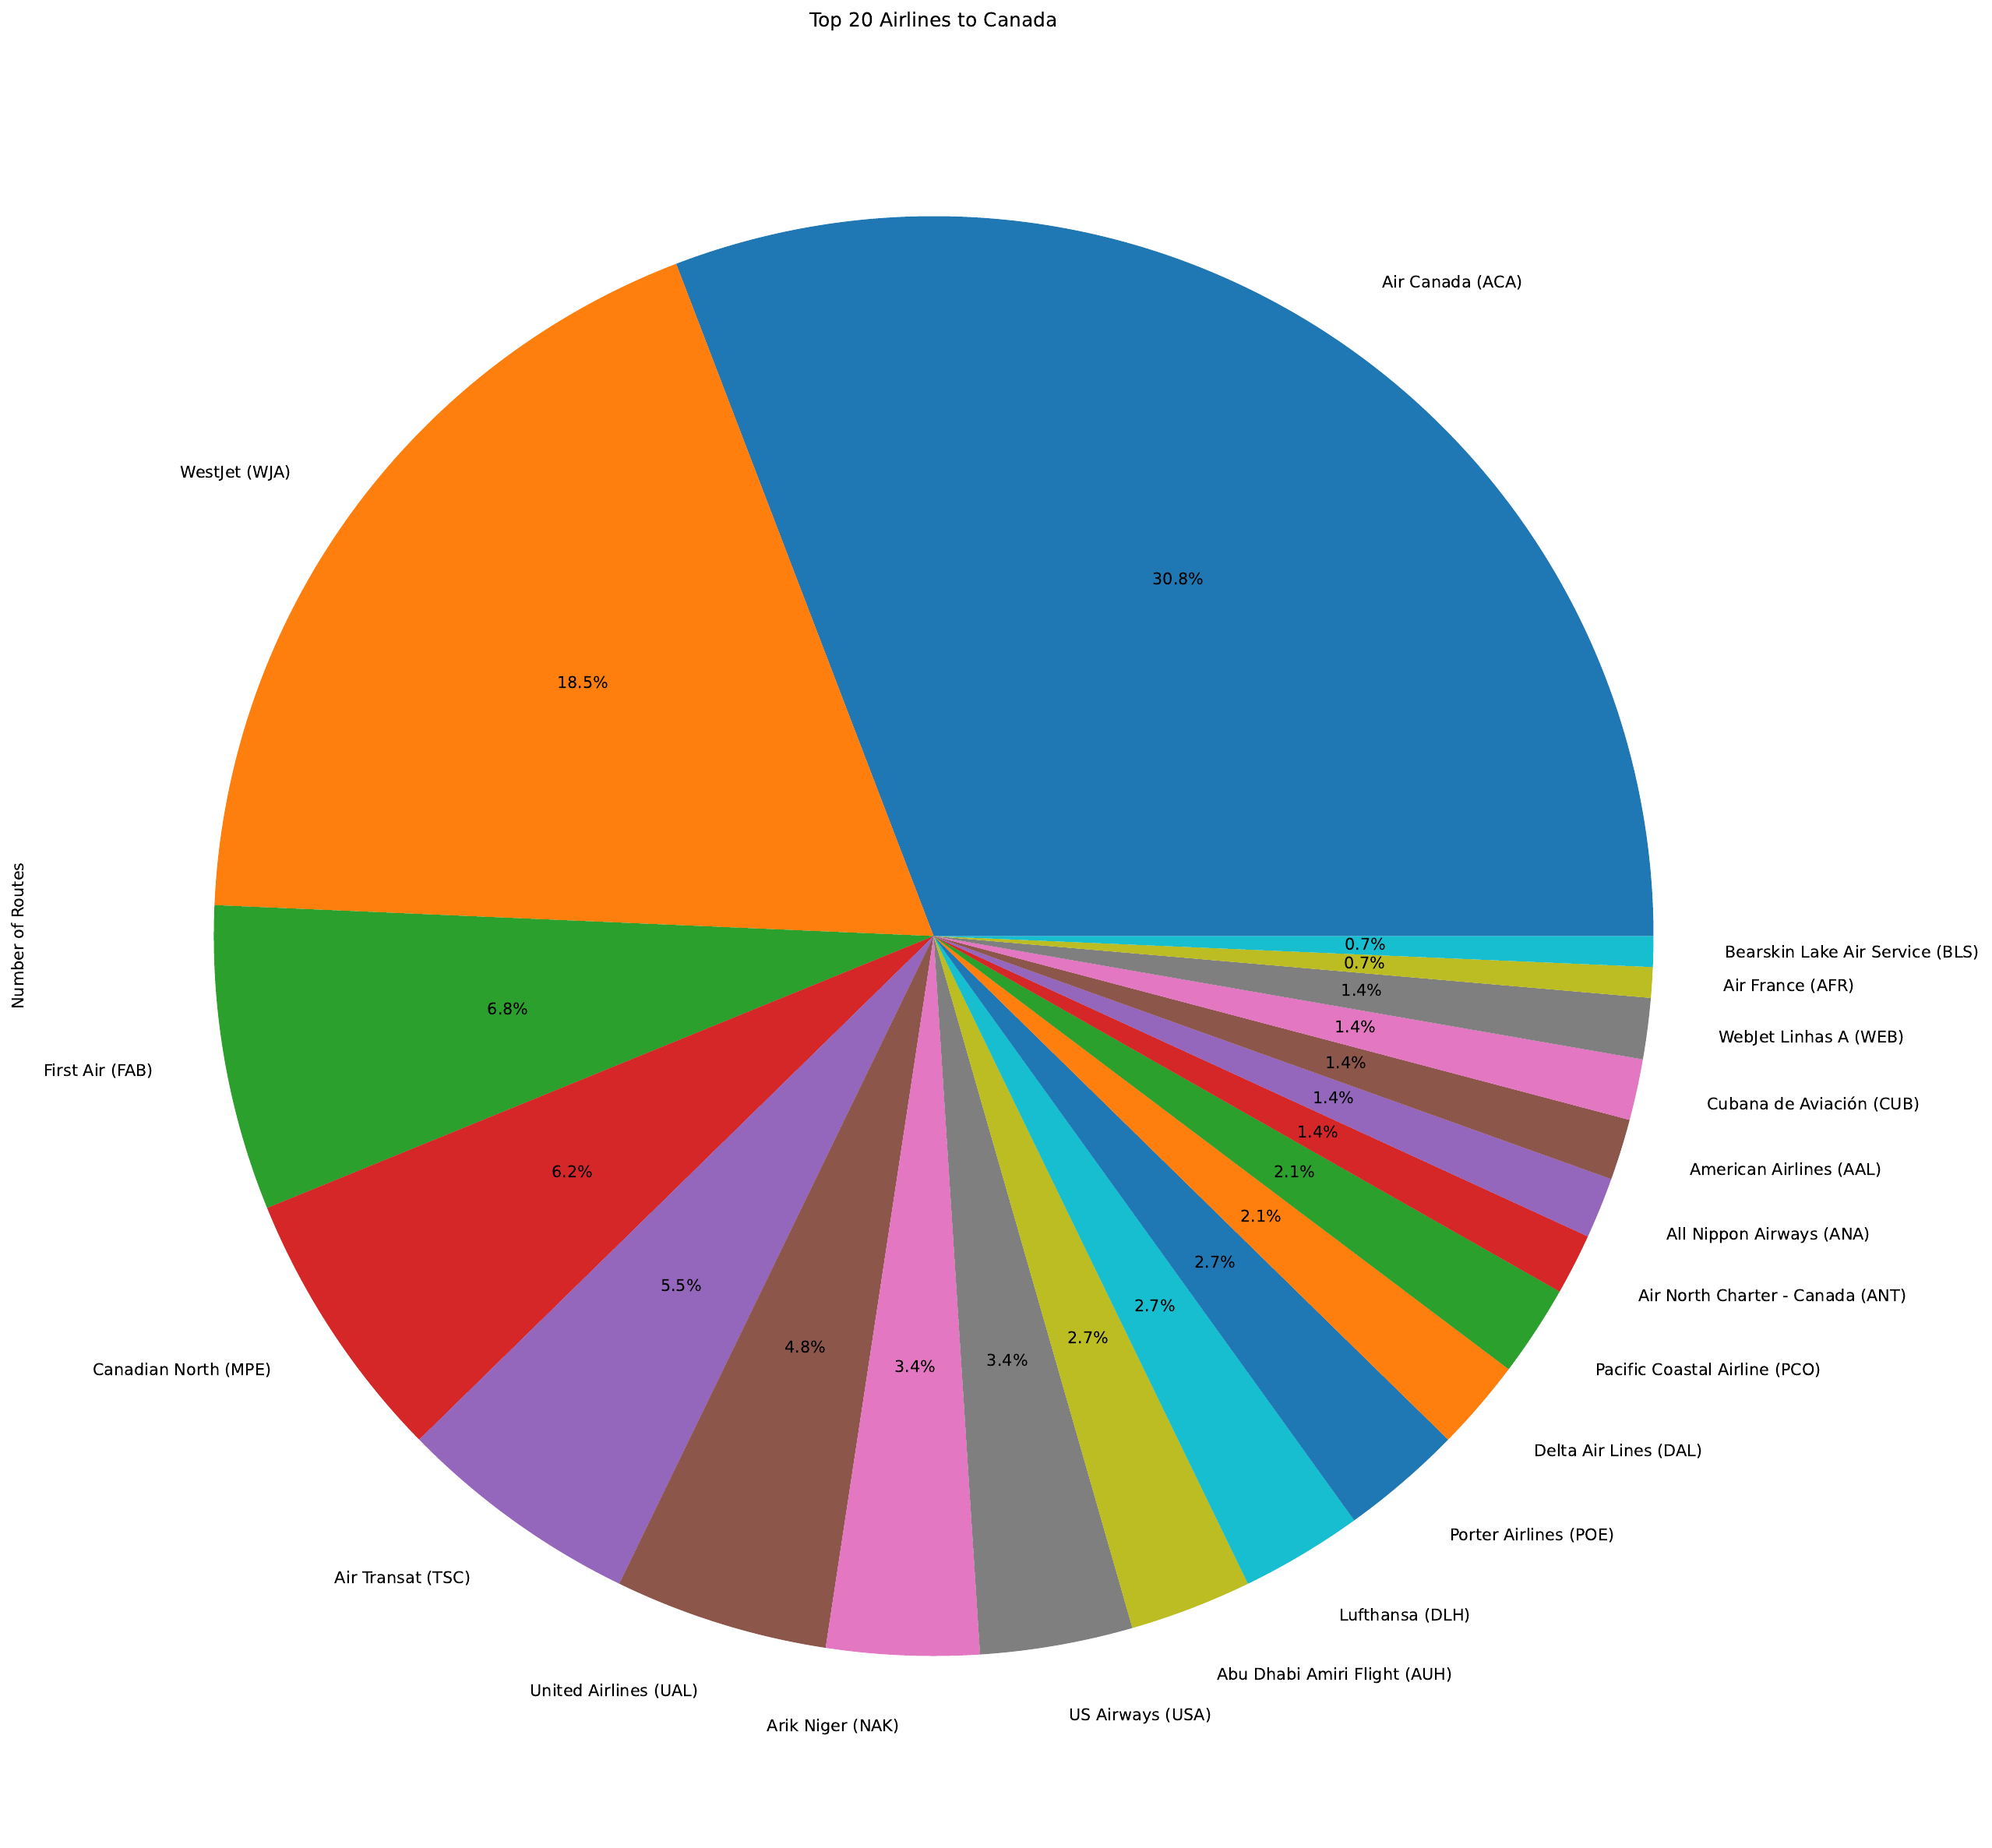 Top 20 Airlines to Canada
Air Canada (ACA)
30.8%
WestJet (WJA)
18.5%
Number of Routes
First Air (FAB)
6.8%
Canadian North (MPE)
6.2%
Air Transat (TSC)
5.5%
United Airlines (UAL)
4.8%
Arik Niger (NAK)
3.4%
US Airways (USA)
3.4%
Abu Dhabi Amiri Flight (AUH)
2.7%
Lufthansa (DLH)
2.7%
Porter Airlines (POE)
2.7%
Delta Air Lines (DAL)
2.1%
Pacific Coastal Airline (PCO)
2.1%
Air North Charter - Canada (ANT)
1.4%
All Nippon Airways (ANA)
1.4%
American Airlines (AAL)
1.4%
Cubana de Aviación (CUB)
1.4%
WebJet Linhas A (WEB)
1.4%
Air France (AFR)
0.7%
Bearskin Lake Air Service (BLS)
0.7%